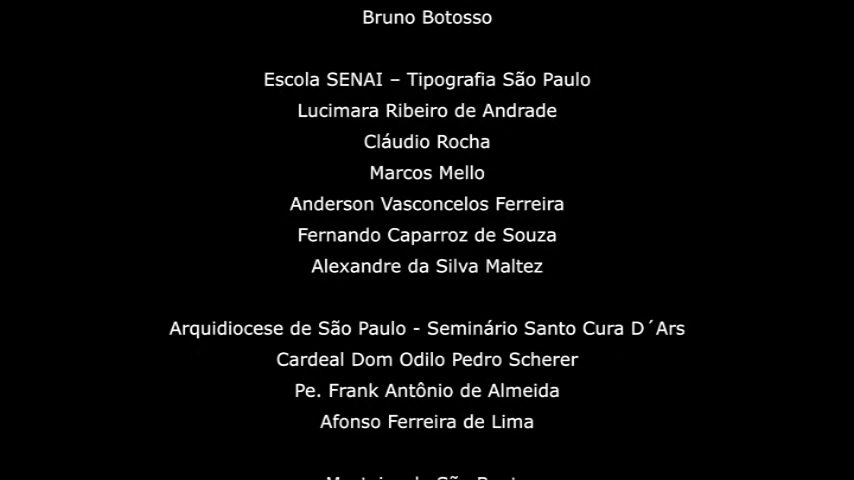 Bruno Botosso
Escola SENAI – Tipografia São Paulo
Lucimara Ribeiro de Andrade
Cláudio Rocha
Marcos Mello
Anderson Vasconcelos Ferreira
Fernando Caparroz de Souza
Alexandre da Silva Maltez
Arquidiocese de São Paulo - Seminário Santo Cura D´Ars
Cardeal Dom Odilo Pedro Scherer
Pe. Frank Antônio de Almeida
Afonso Ferreira de Lima